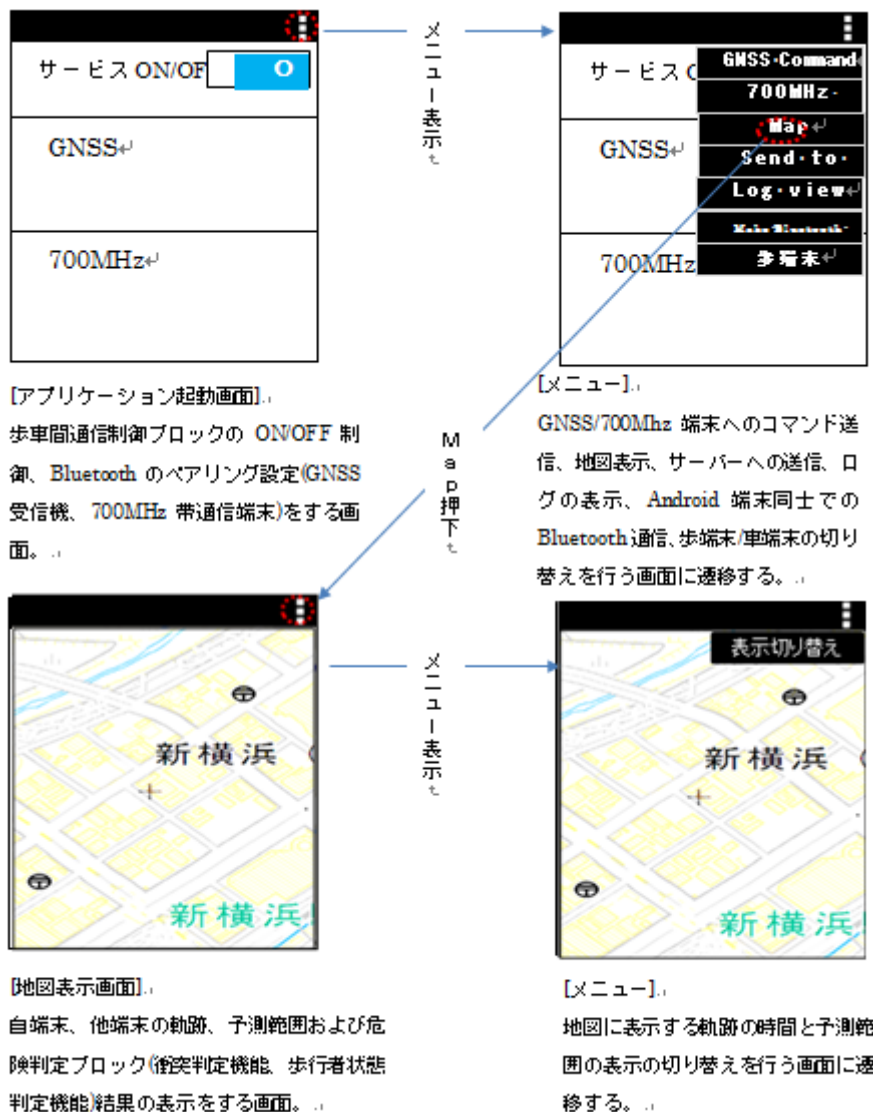 サービス ON/OF
O
GNSS
700MHz
メニュー表示
サービス O
GNSS Command
700MHz
Map
Send to
Log view
歩端末
GNSS
700MHz
[アプリケーション起動画面]
歩車間通信制御ブロックの ON/OFF 制
御、Bluetooth のペアリング設定(GNSS
受信機、700MHz 帯通信端末)をする画
面。
Map押下
[メニュー]
GNSS/700Mhz 端末へのコマンド送
信、地図表示、サーバーへの送信、ロ
グの表示、Android 端末同士での
Bluetooth通信、歩端末/車端末の切り
替えを行う画面に遷移する。
新横浜
新横浜
メニュー表示
表示切り替え
新横浜
新横浜
[地図表示画面]
自端末、他端末の軌跡、予測範囲および危
険判定ブロック(衝突判定機能、歩行者状態
判定機能)結果の表示をする画面。
[メニュー]
地図に表示する軌跡の時間と予測範
囲の表示の切り替えを行う画面に遷
移する。